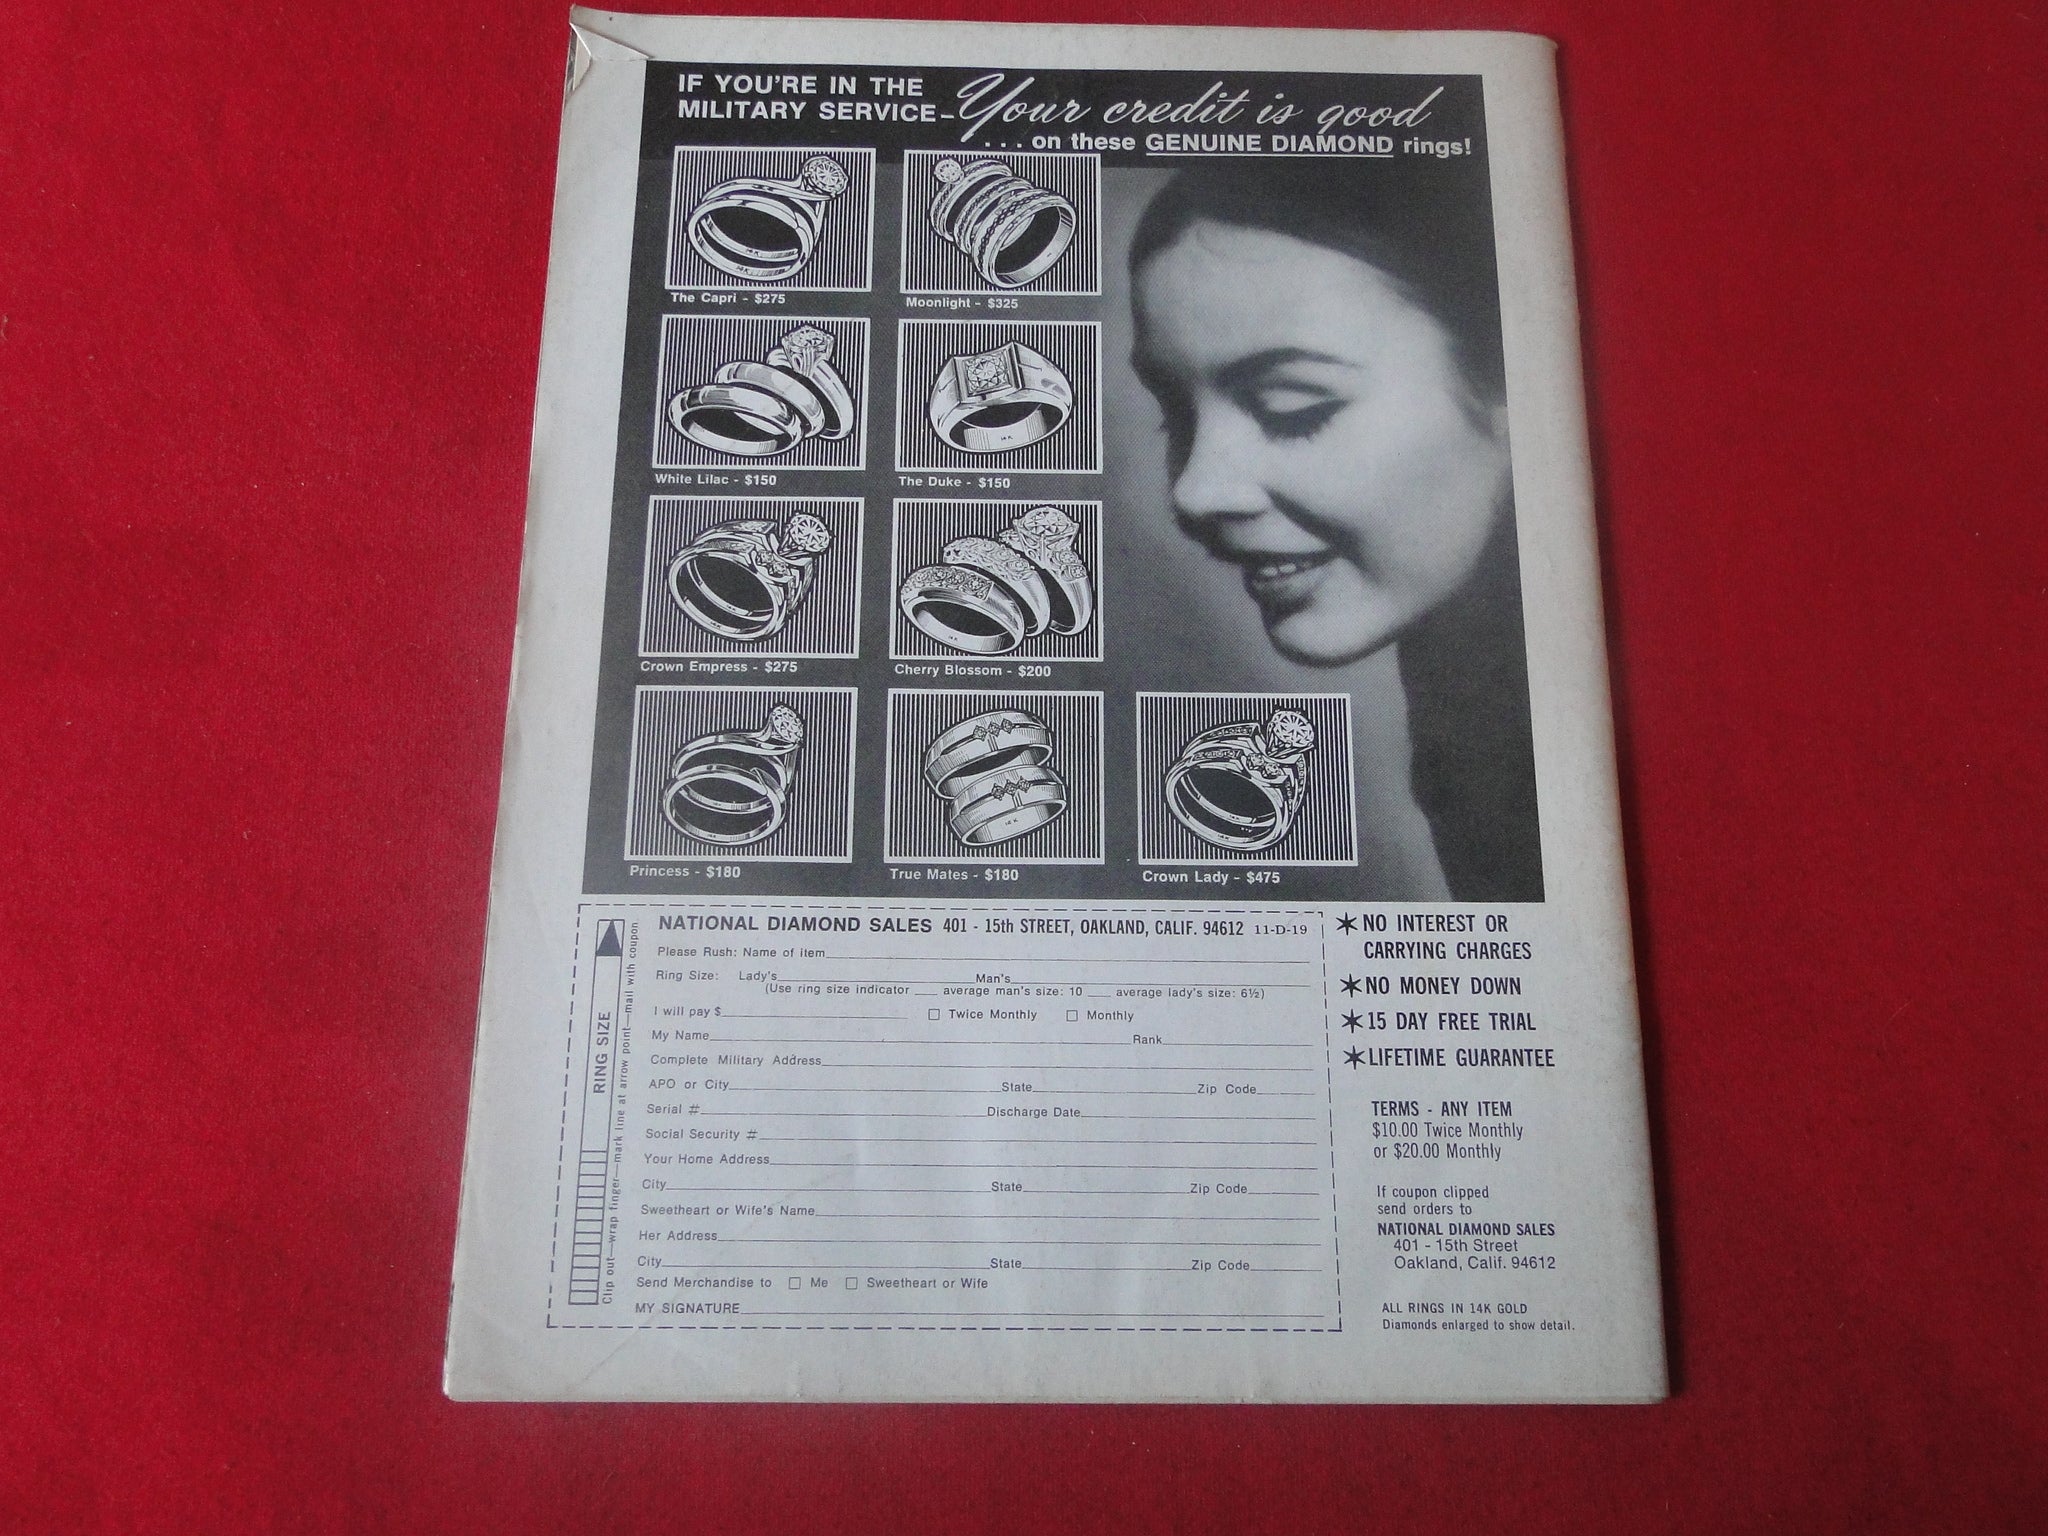 IF YOU'RE IN THE
MILITARY SERVICE– Your credit is good
. . . on these GENUINE DIAMOND rings!
The Capri - $275
Moonlight - $325
White Lilac - $150
The Duke - $150
Crown Empress - $275
Cherry Blossom - $200
Princess - $180
True Mates - $180
Crown Lady - $475
RING SIZE
Clip out—wrap finger—mark line at arrow point—mail with coupon
NATIONAL DIAMOND SALES 401 - 15th STREET, OAKLAND, CALIF. 94612 11-D-19
Please Rush: Name of item
Ring Size: Lady's Man's
(Use ring size indicator ___ average man's size: 10 ___ average lady's size: 6½)
I will pay $ □ Twice Monthly □ Monthly
My Name Rank
Complete Military Address
APO or City State Zip Code
Serial # Discharge Date
Social Security #
Your Home Address
City State Zip Code
Sweetheart or Wife's Name
Her Address
City State Zip Code
Send Merchandise to □ Me □ Sweetheart or Wife
MY SIGNATURE
✶ NO INTEREST OR
CARRYING CHARGES
✶ NO MONEY DOWN
✶ 15 DAY FREE TRIAL
✶ LIFETIME GUARANTEE
TERMS - ANY ITEM
$10.00 Twice Monthly
or $20.00 Monthly
If coupon clipped
send orders to
NATIONAL DIAMOND SALES
401 - 15th Street
Oakland, Calif. 94612
ALL RINGS IN 14K GOLD
Diamonds enlarged to show detail.